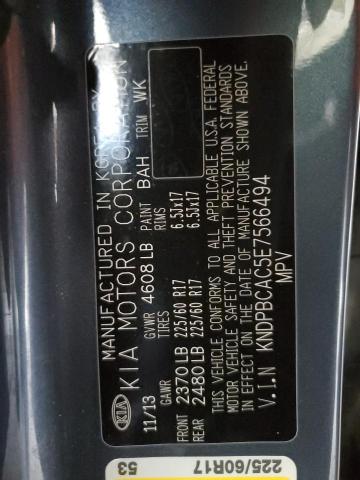 MANUFACTURED IN KOREA BY
KIA KIA MOTORS CORPORATION
11/13 GVWR 4608 LB PAINT BAH TRIM WK
GAWR TIRES RIMS
FRONT 2370 LB 225/60 R17 6.5Jx17
REAR 2480 LB 225/60 R17 6.5Jx17
THIS VEHICLE CONFORMS TO ALL APPLICABLE U.S.A. FEDERAL
MOTOR VEHICLE SAFETY AND THEFT PREVENTION STANDARDS
IN EFFECT ON THE DATE OF MANUFACTURE SHOWN ABOVE.
V.I.N KNDPBCAC5E7566494
MPV
225/60R17
53